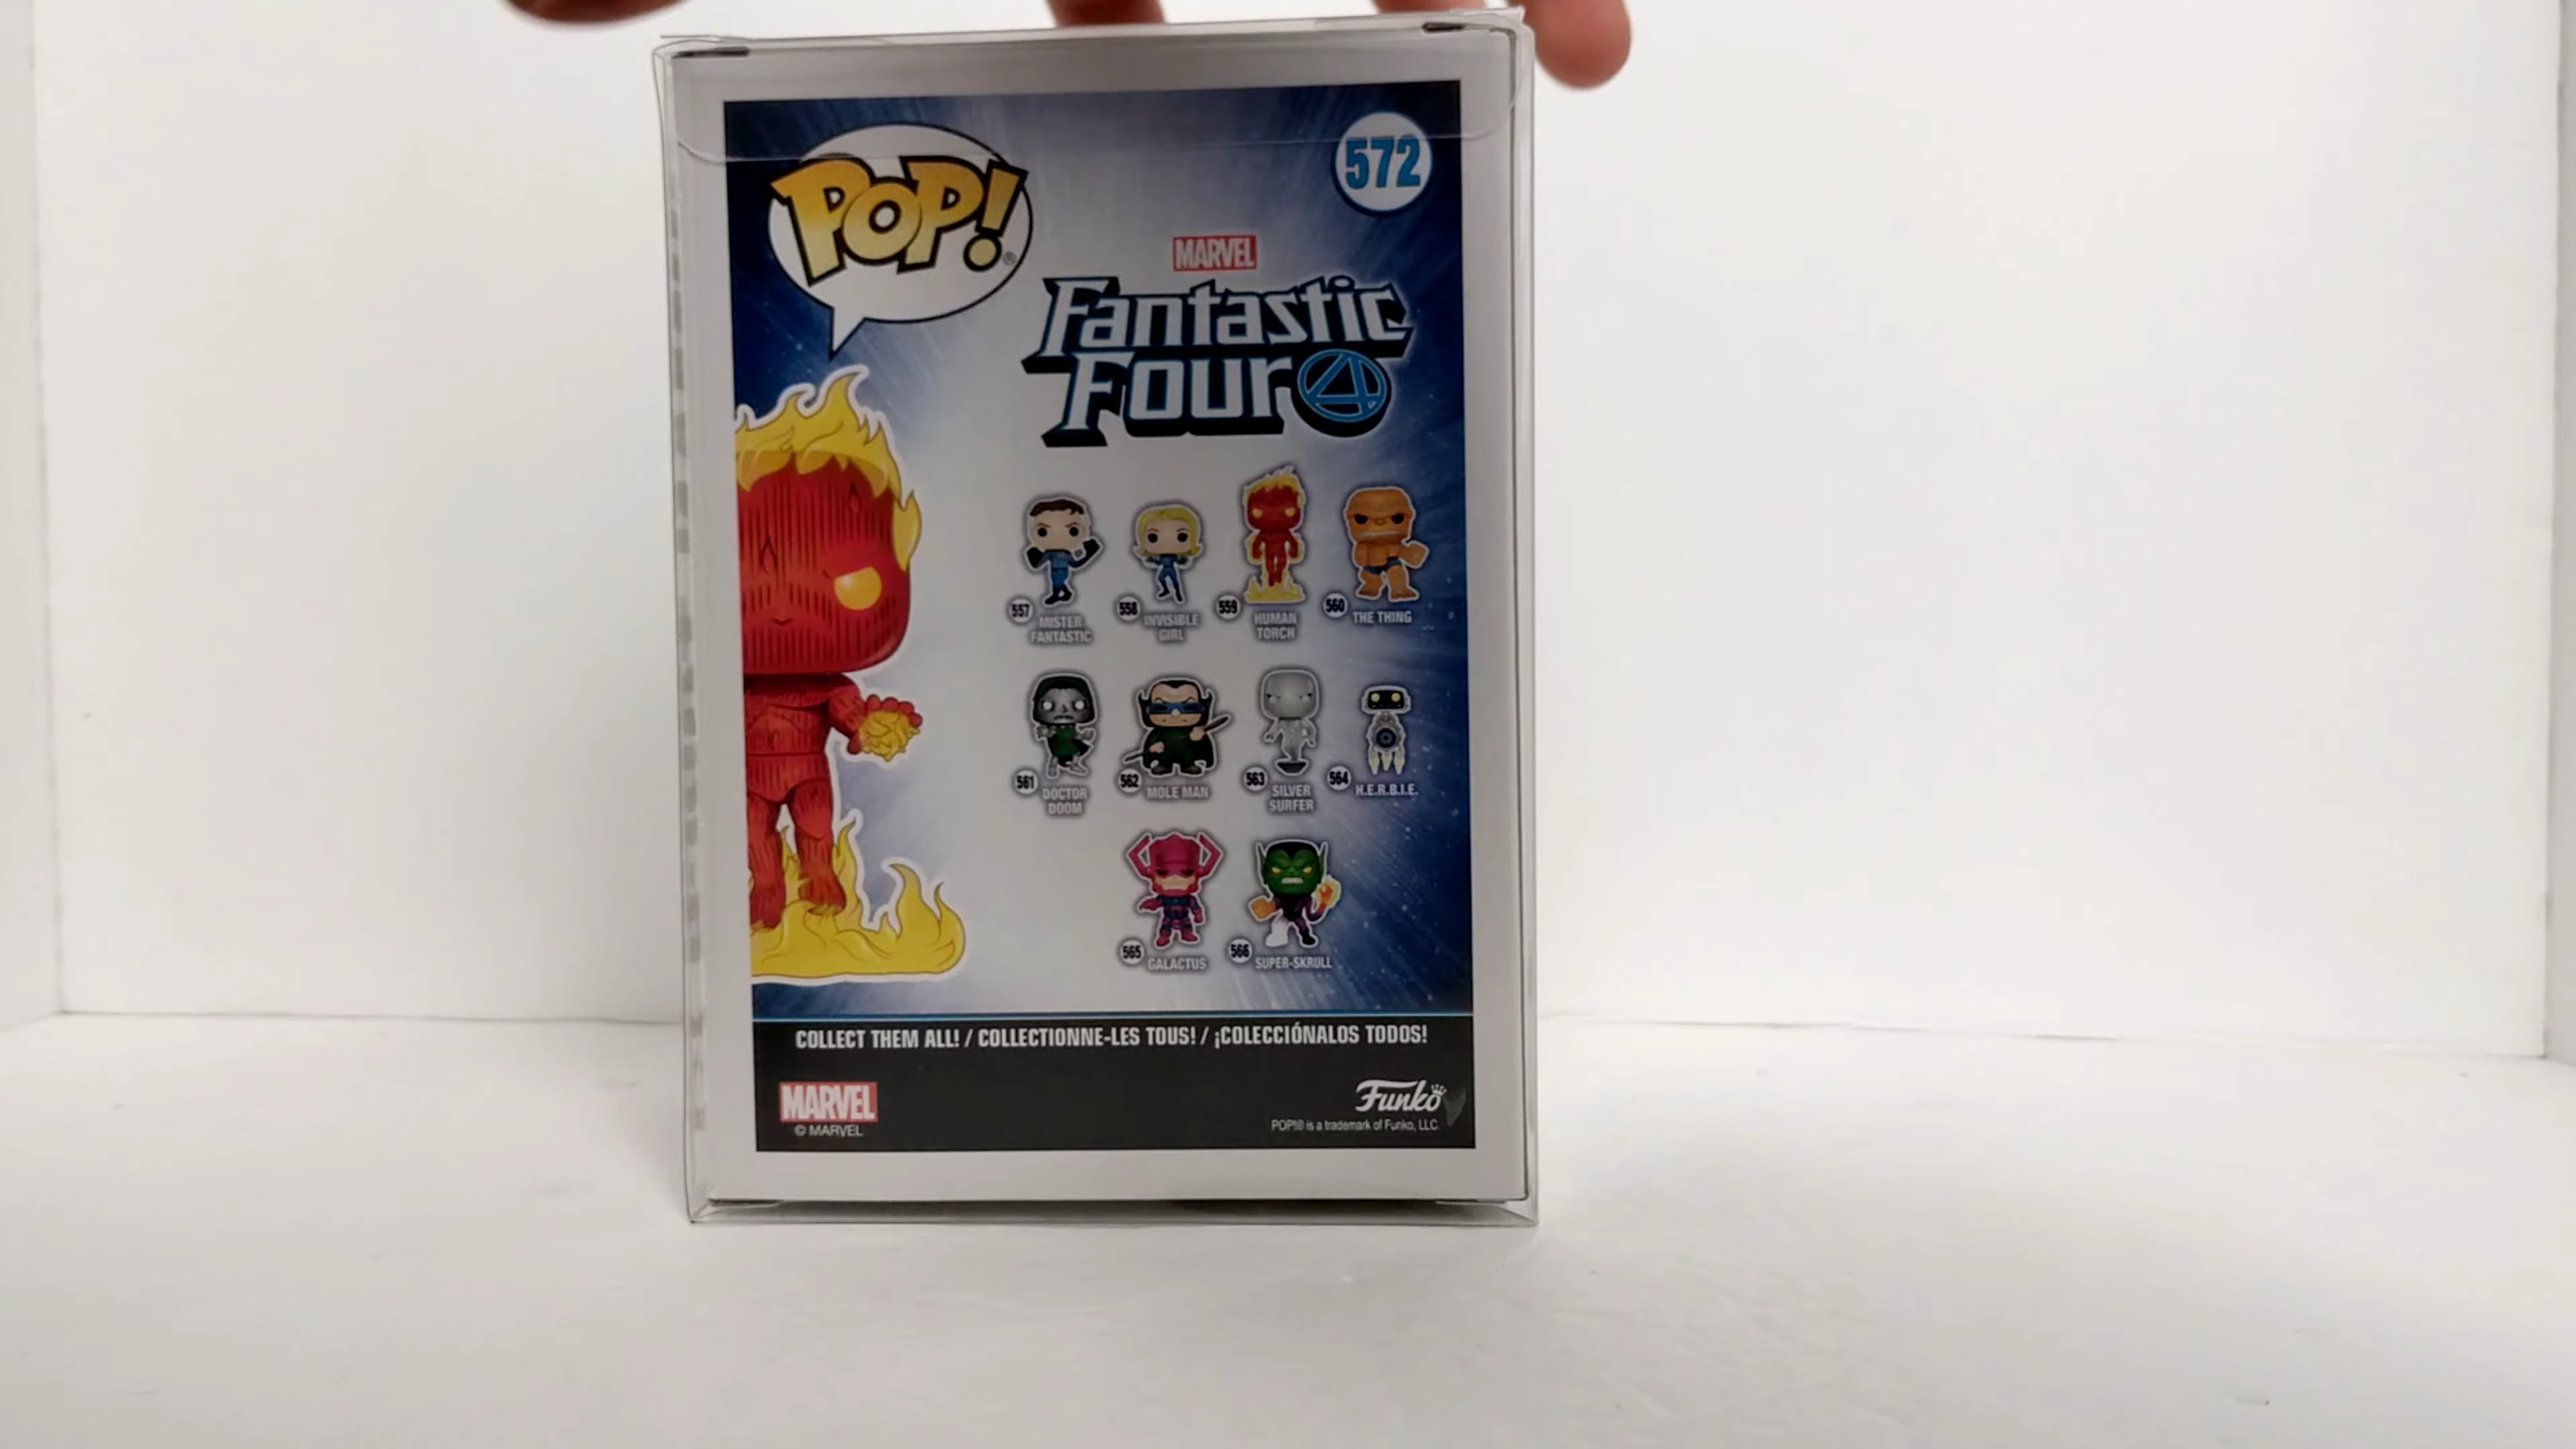 POP!®
572
MARVEL
Fantastic
Four 4
557 MISTER
FANTASTIC
558 INVISIBLE
GIRL
559 HUMAN
TORCH
560 THE THING
561 DOCTOR
DOOM
562 MOLE MAN
563 SILVER
SURFER
564 H.E.R.B.I.E.
565 GALACTUS
566 SUPER-SKRULL
COLLECT THEM ALL! / COLLECTIONNE-LES TOUS! / ¡COLECCIÓNALOS TODOS!
MARVEL
© MARVEL
Funko
POP!® is a trademark of Funko, LLC.